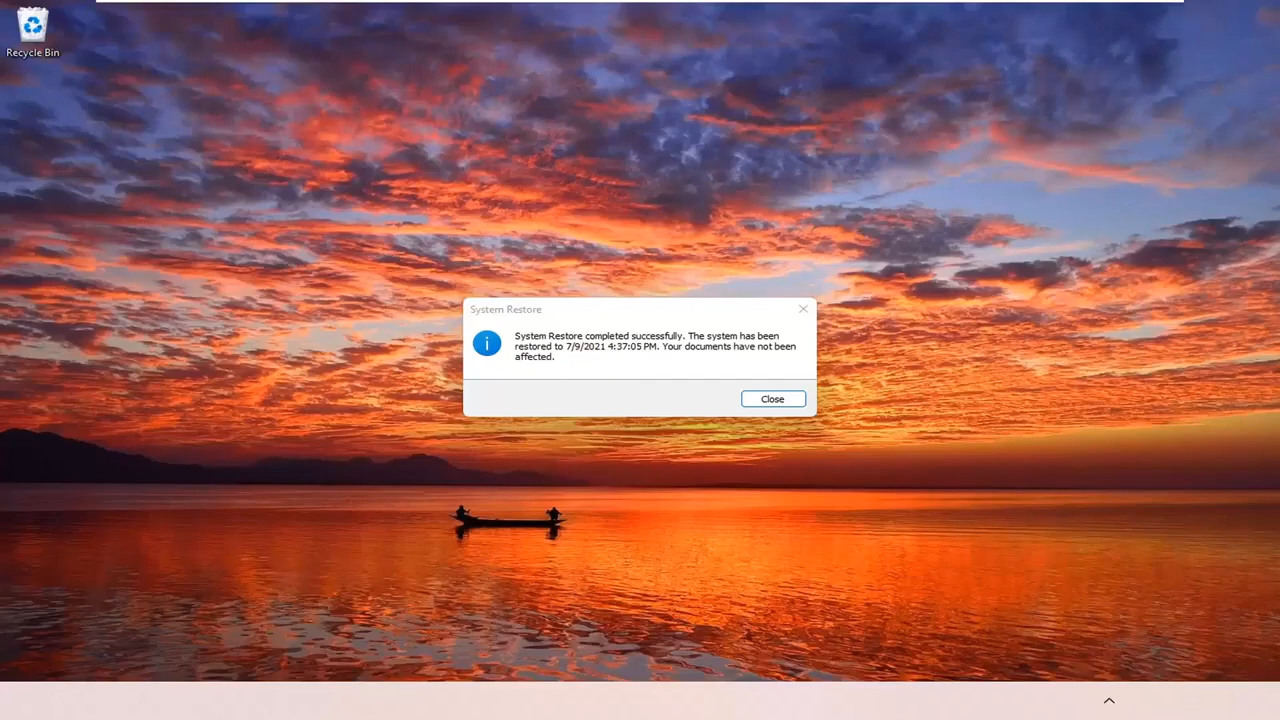 Recycle Bin
System Restore
System Restore completed successfully. The system has been
restored to 7/9/2021 4:37:05 PM. Your documents have not been
affected.
Close